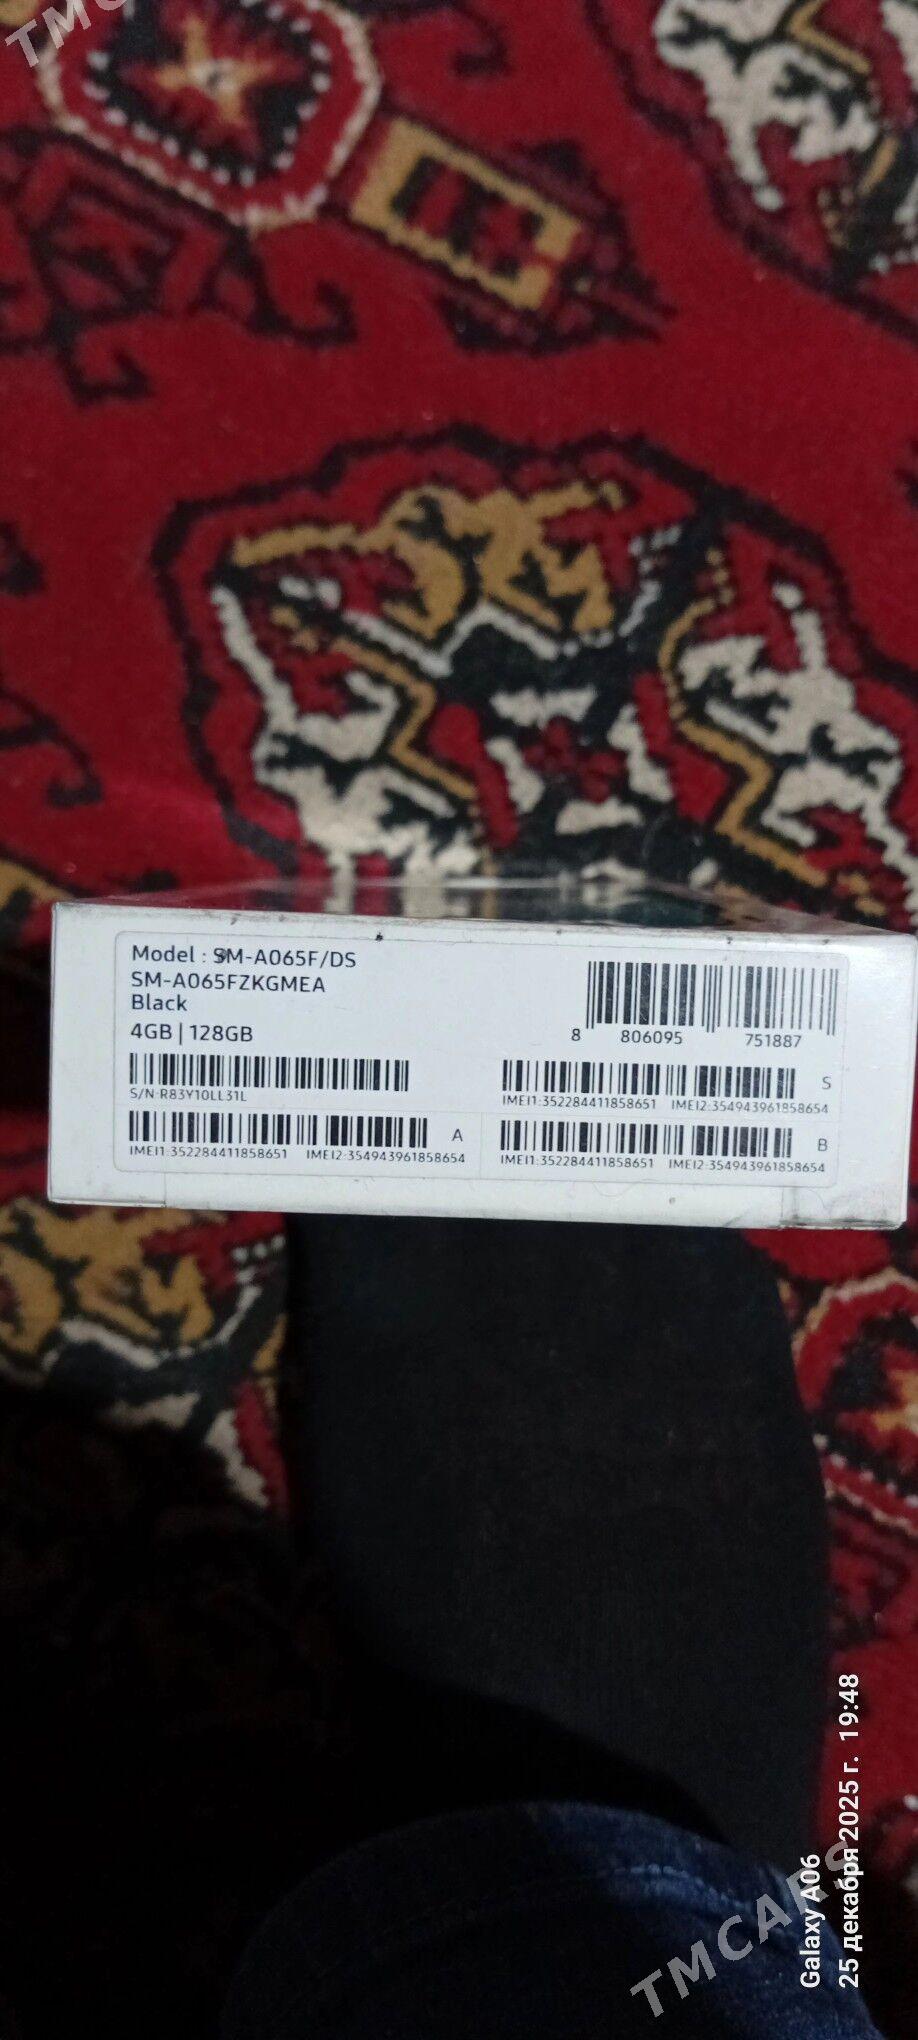 TMC
Model : SM-A065F/DS
SM-A065FZKGMEA
Black
4GB | 128GB
8 806095 751887
S/N:R83Y10LL31L
IMEI1:352284411858651 IMEI2:354943961858654 S
IMEI1:352284411858651 IMEI2:354943961858654 A
IMEI1:352284411858651 IMEI2:354943961858654 B
Galaxy A06
25 декабря 2025 г. 19:48
TMCARS